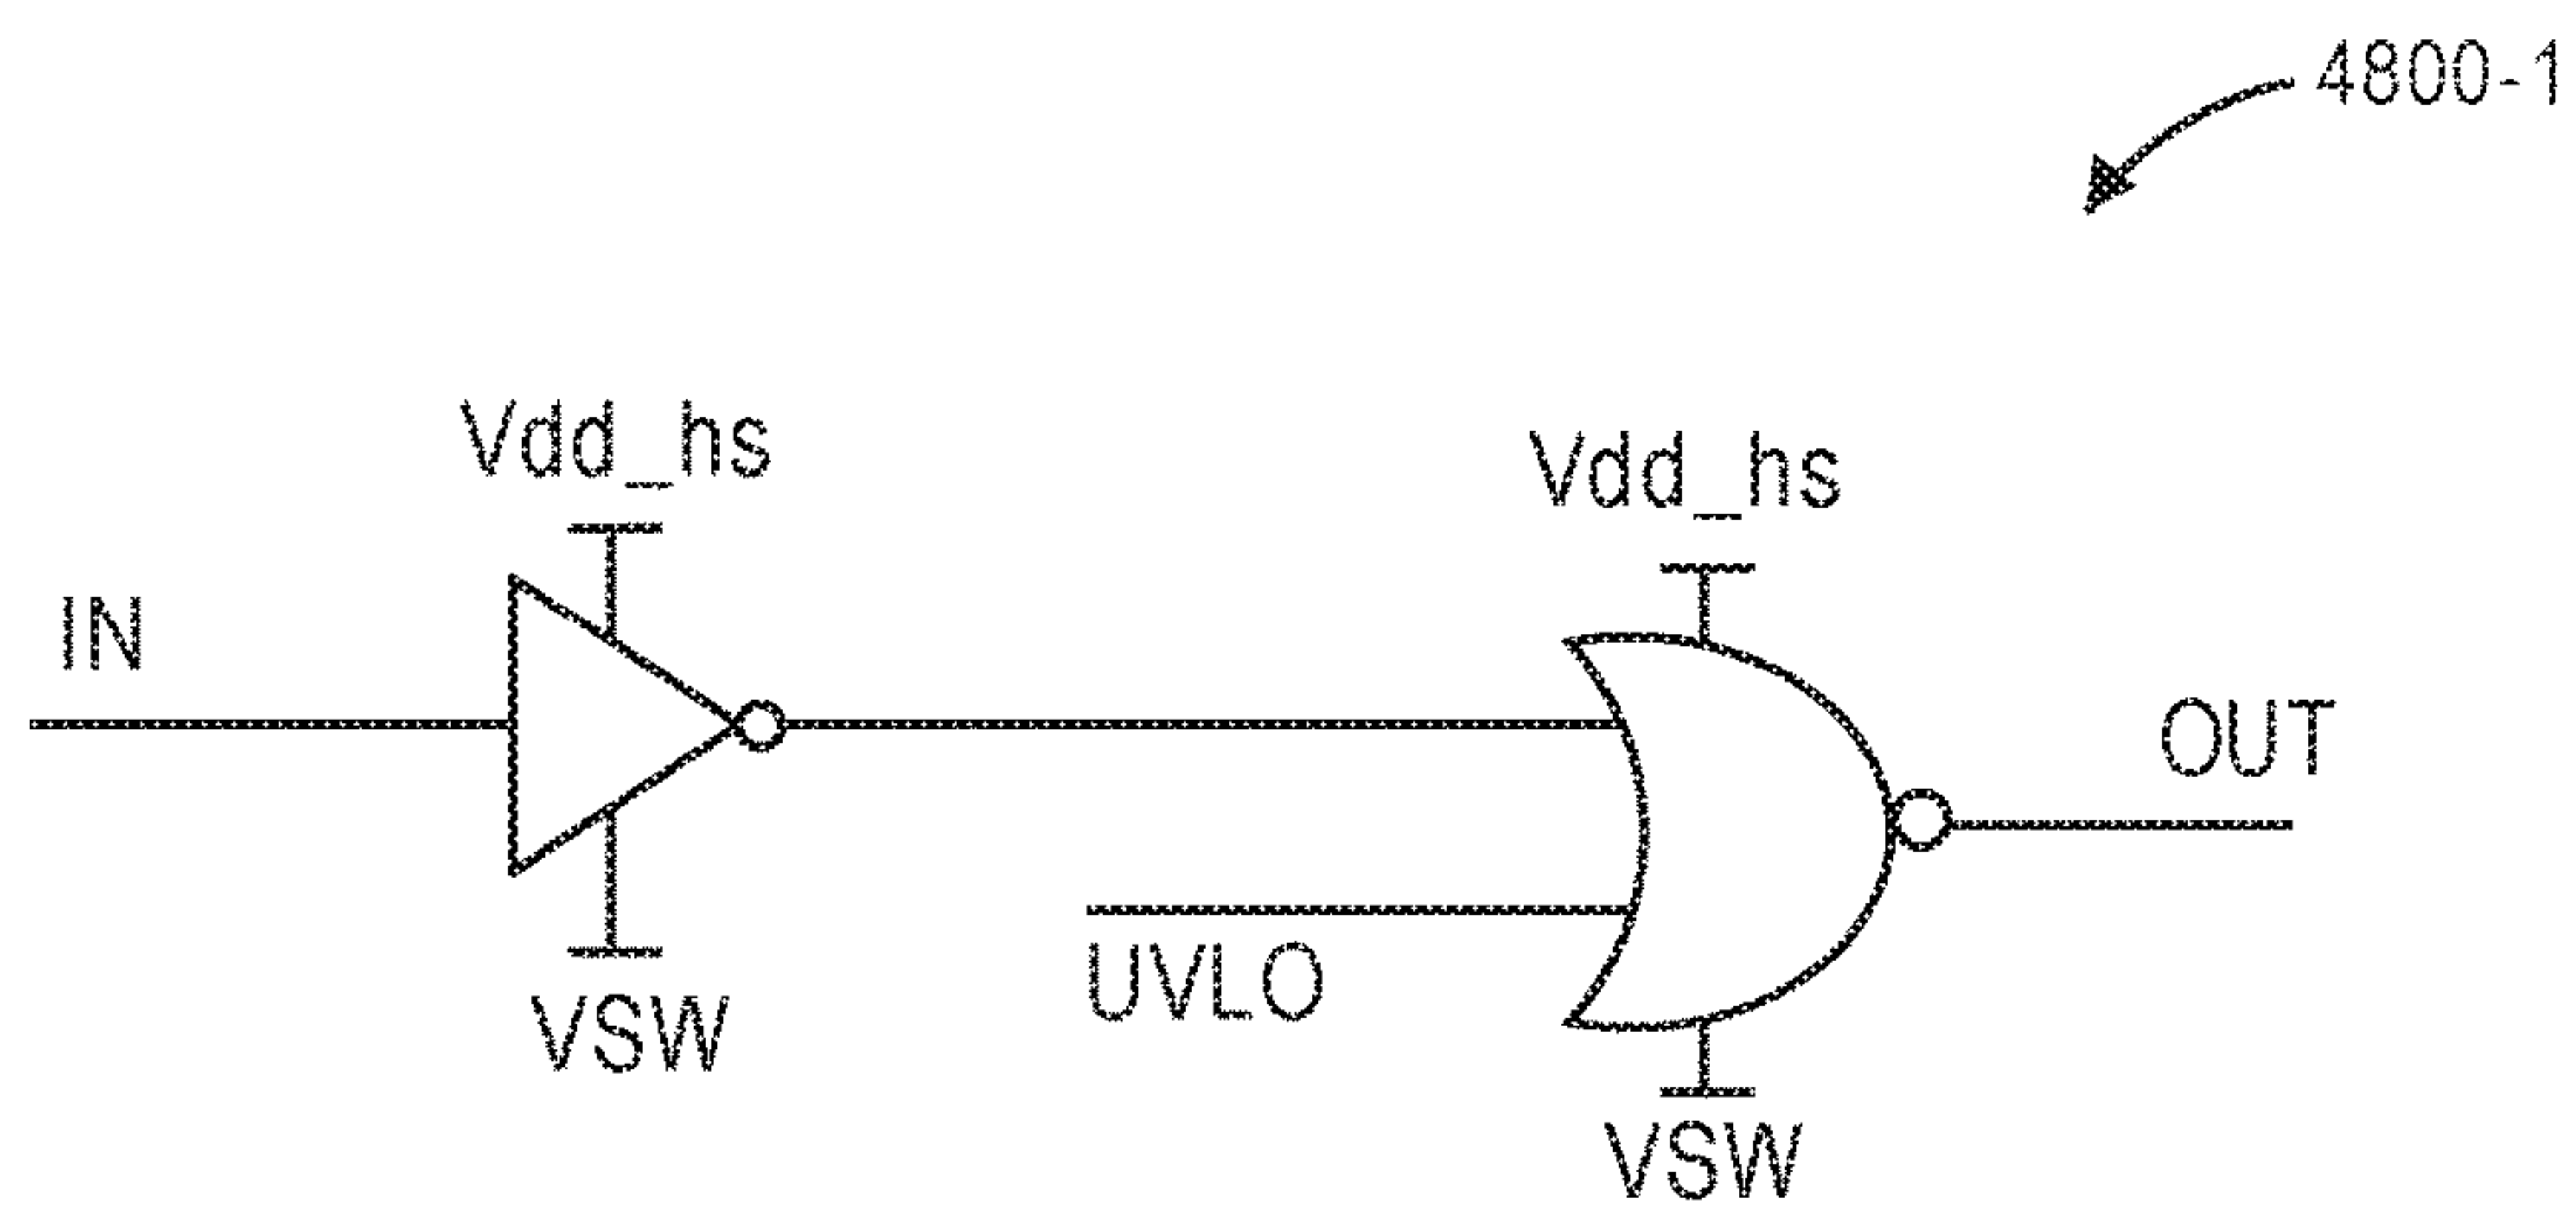 4800-1
Vdd_hs
Vdd_hs
IN
OUT
UVLO
VSW
VSW